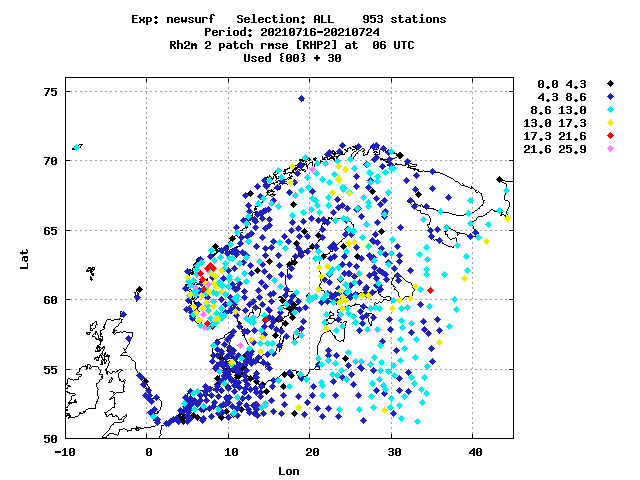 Exp: newsurf   Selection: ALL    953 stations
Period: 20210716-20210724
Rh2m 2 patch rmse [RHP2] at  06 UTC
Used {00} + 30
0.0 4.3
4.3 8.6
8.6 13.0
13.0 17.3
17.3 21.6
21.6 25.9
75
70
65
60
55
50
Lat
-10 0 10 20 30 40
Lon